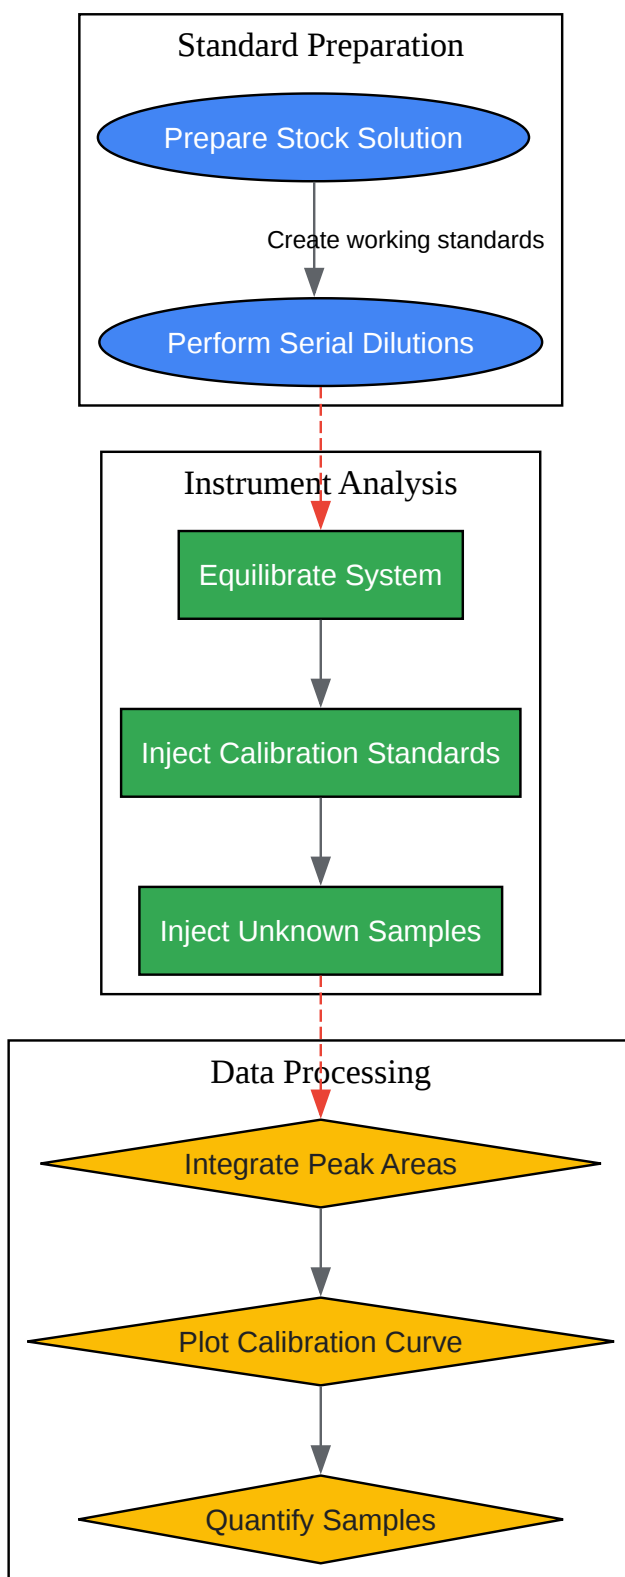 Standard Preparation
Prepare Stock Solution
Create working standards
Perform Serial Dilutions
Instrument Analysis
Equilibrate System
Inject Calibration Standards
Inject Unknown Samples
Data Processing
Integrate Peak Areas
Plot Calibration Curve
Quantify Samples